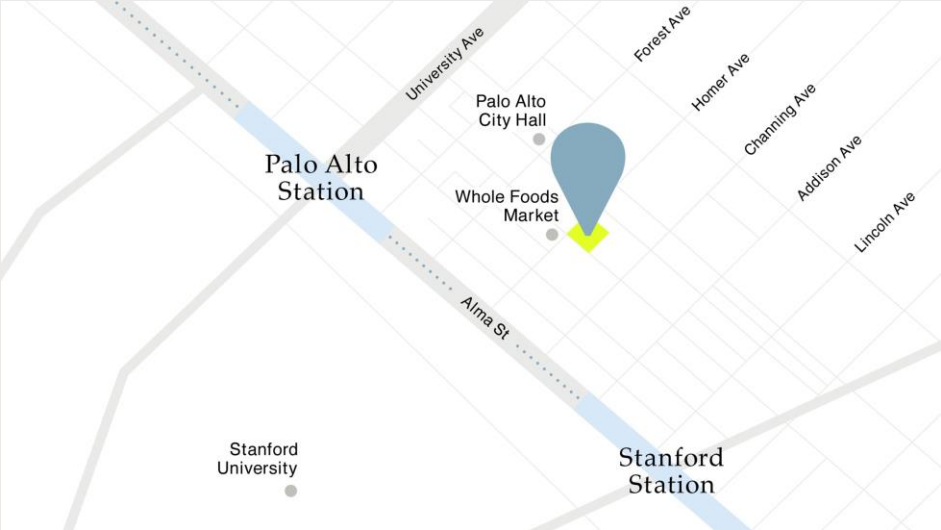 Forest Ave
University Ave
Homer Ave
Palo Alto
City Hall
Channing Ave
Palo Alto
Station
Addison Ave
Whole Foods
Market
Lincoln Ave
Alma St
Stanford
University
Stanford
Station